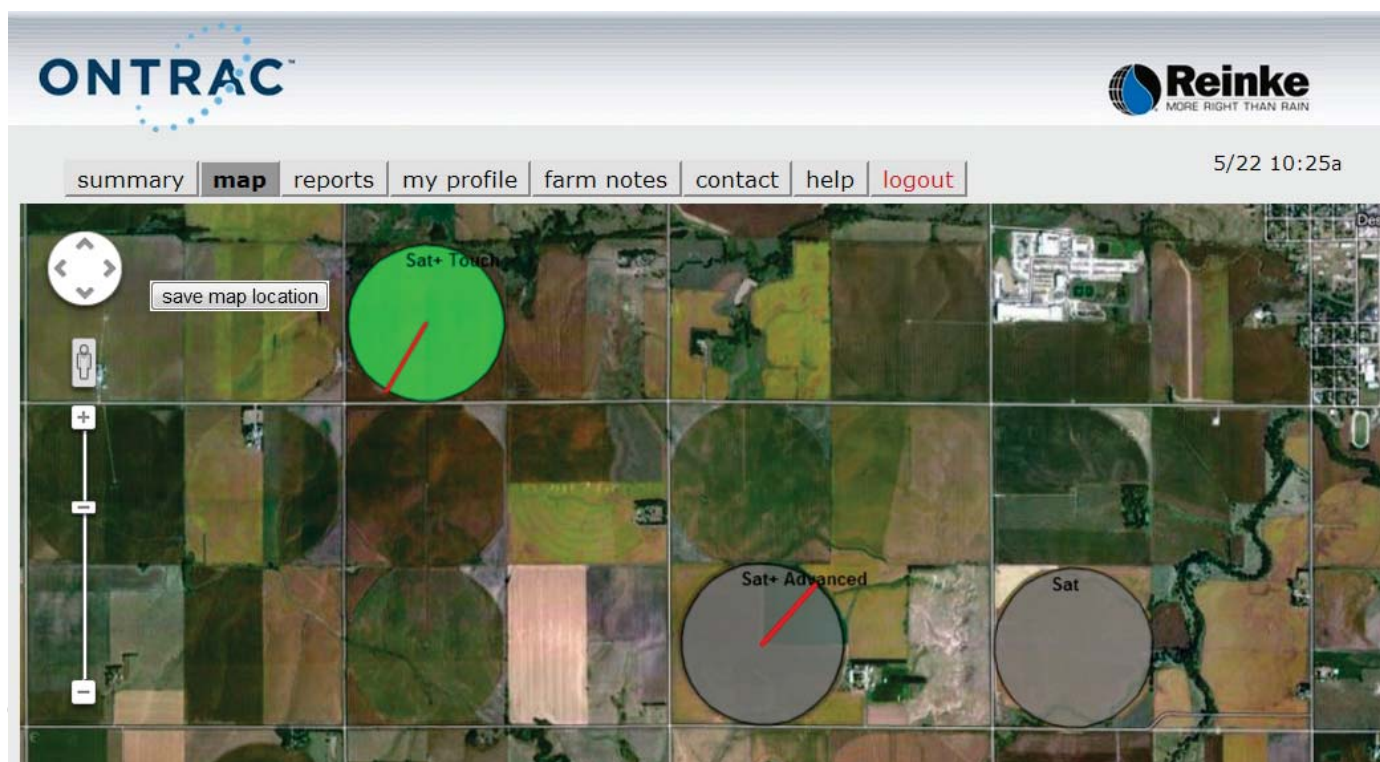 ONTRAC™
Reinke
MORE RIGHT THAN RAIN
5/22 10:25a
summary map reports my profile farm notes contact help logout
Sat+ Touch
save map location
Sat+ Advanced
Sat